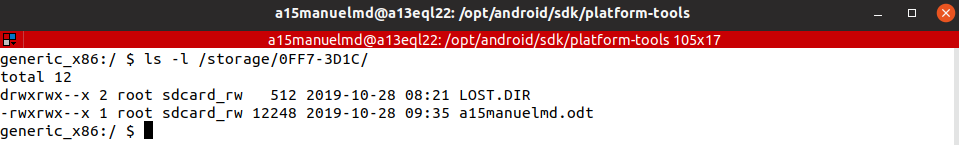 a15manuelmd@a13eql22: /opt/android/sdk/platform-tools
a15manuelmd@a13eql22: /opt/android/sdk/platform-tools 105x17
generic_x86:/ $ ls -l /storage/0FF7-3D1C/
total 12
drwxrwx--x 2 root sdcard_rw   512 2019-10-28 08:21 LOST.DIR
-rwxrwx--x 1 root sdcard_rw 12248 2019-10-28 09:35 a15manuelmd.odt
generic_x86:/ $